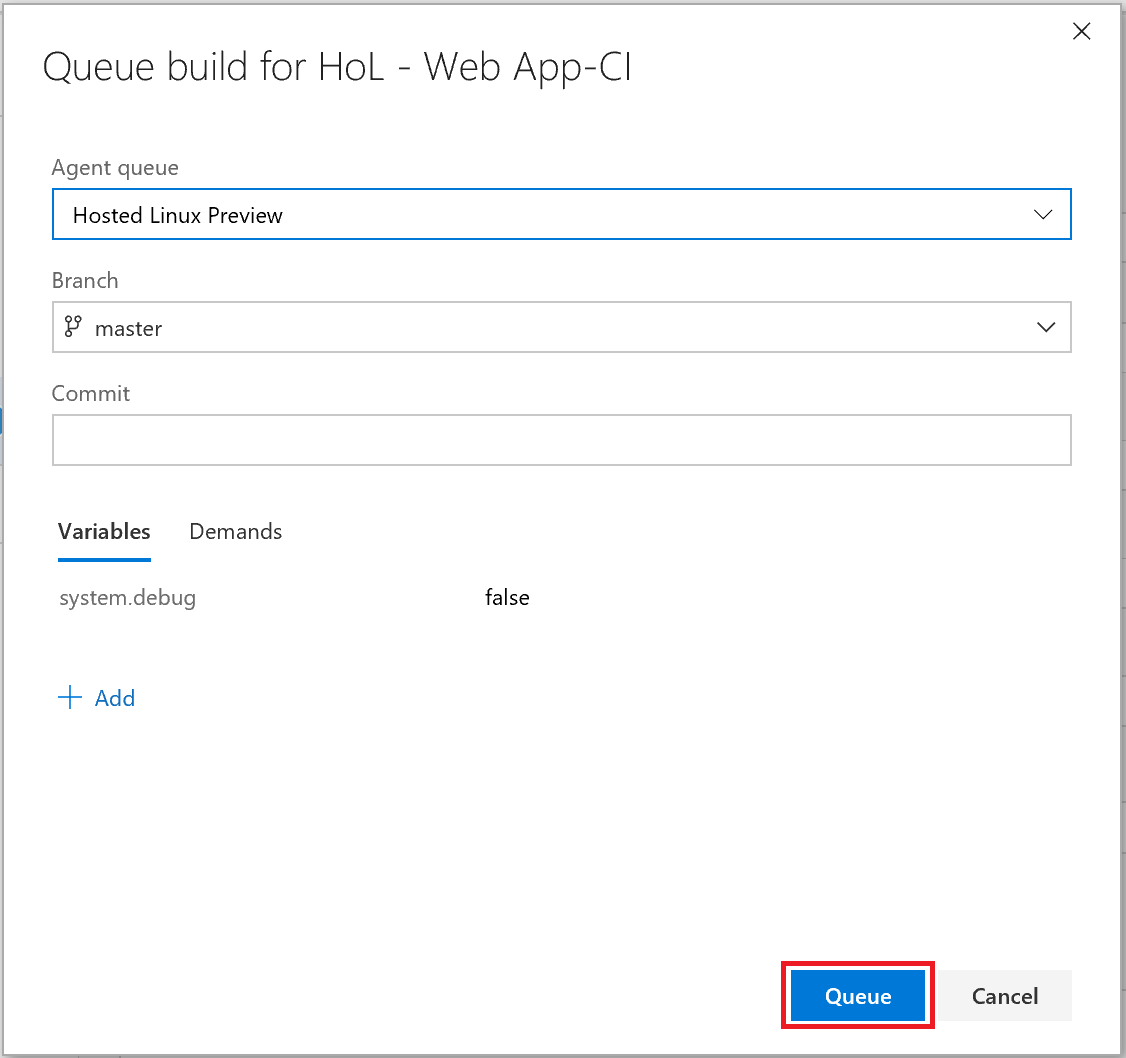 Queue build for HoL - Web App-CI
Agent queue
Hosted Linux Preview
Branch
master
Commit
Variables Demands
system.debug false
Add
Queue Cancel